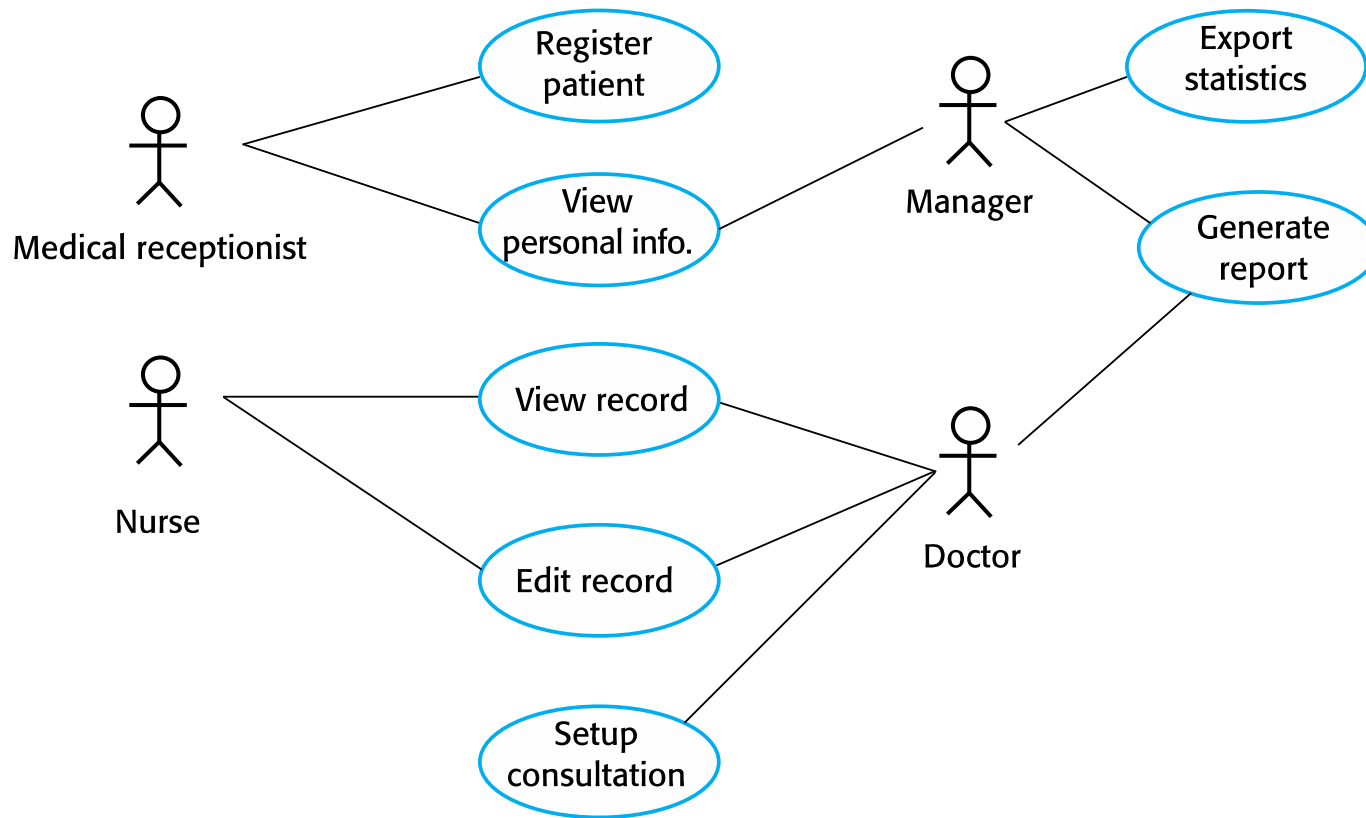 Register
patient
Export
statistics
Medical receptionist
View
personal info.
Manager
Generate
report
Nurse
View record
Edit record
Doctor
Setup
consultation